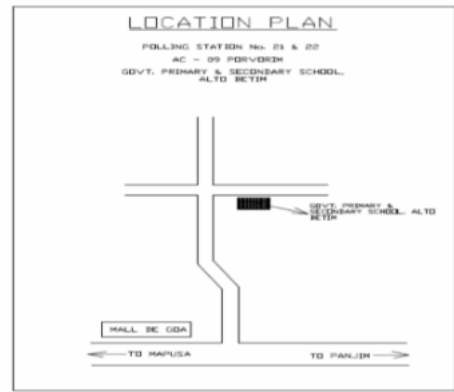 LOCATION PLAN
POLLING STATION No. 21 & 22
AC - 09 PORVORIM
GOVT. PRIMARY & SECONDARY SCHOOL,
ALTO BETIM
GOVT. PRIMARY &
SECONDARY SCHOOL, ALTO
BETIM
MALL DE GOA
TO MAPUSA
TO PANJIM